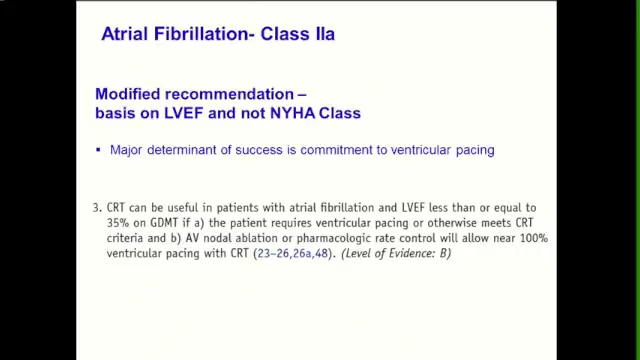 Atrial Fibrillation- Class IIa
Modified recommendation –
basis on LVEF and not NYHA Class
▪ Major determinant of success is commitment to ventricular pacing
3. CRT can be useful in patients with atrial fibrillation and LVEF less than or equal to
35% on GDMT if a) the patient requires ventricular pacing or otherwise meets CRT
criteria and b) AV nodal ablation or pharmacologic rate control will allow near 100%
ventricular pacing with CRT (23–26,26a,48). (Level of Evidence: B)